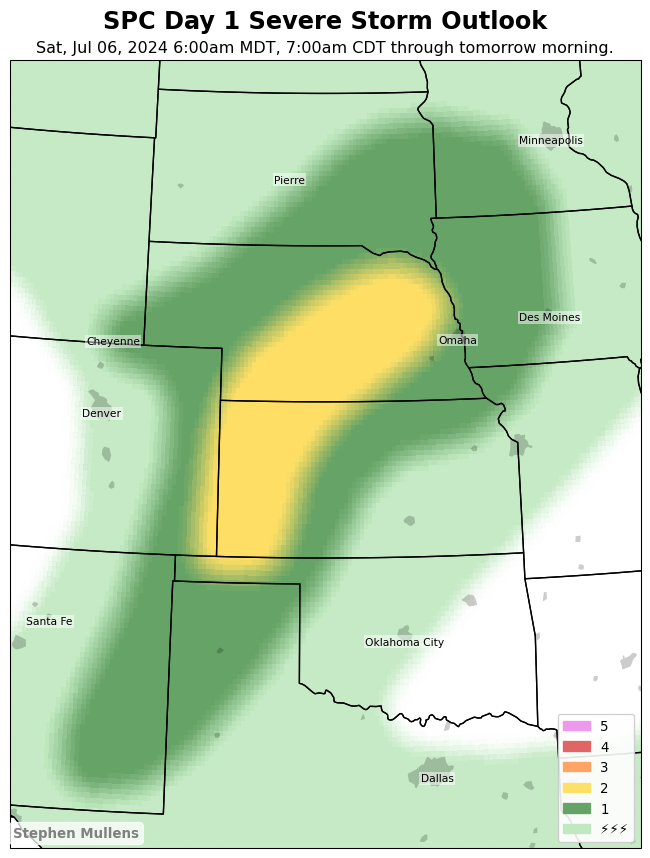 SPC Day 1 Severe Storm Outlook
Sat, Jul 06, 2024 6:00am MDT, 7:00am CDT through tomorrow morning.
Minneapolis
Pierre
Des Moines
Cheyenne
Omaha
Denver
Santa Fe
Oklahoma City
Dallas
5
4
3
2
1
⚡⚡⚡
Stephen Mullens